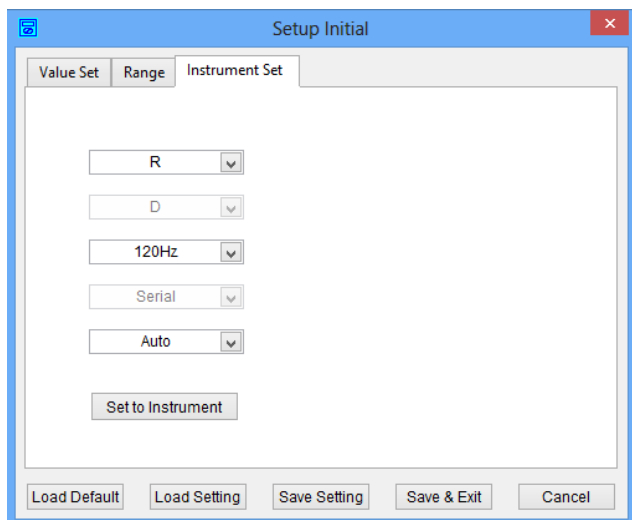 Setup Initial
Value Set Range Instrument Set
R
D
120Hz
Serial
Auto
Set to Instrument
Load Default Load Setting Save Setting Save & Exit Cancel